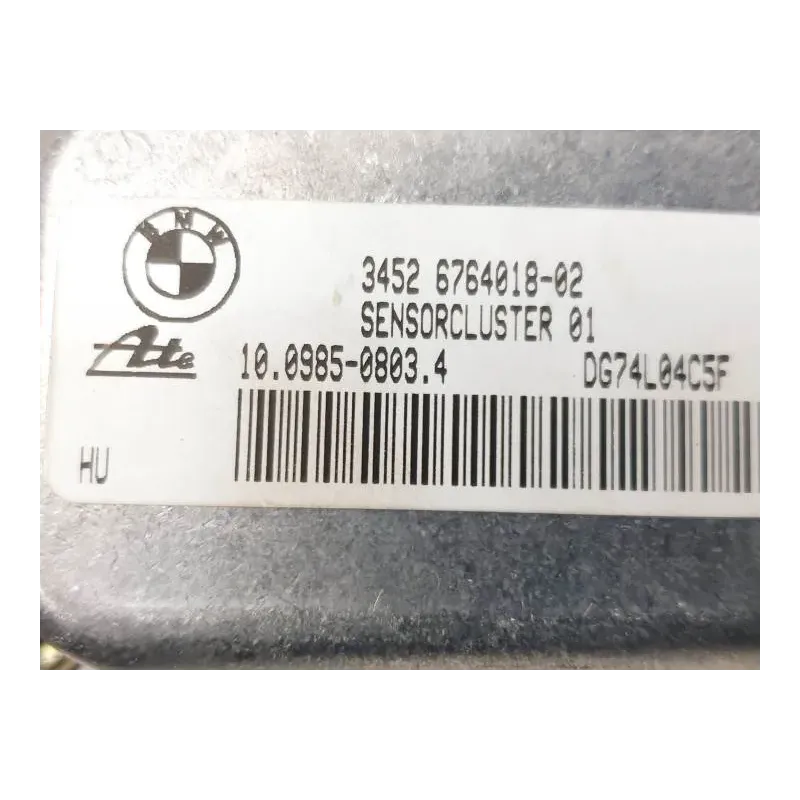 BMW
3452 6764018-02
SENSORCLUSTER 01
Ate
10.0985-0803.4 DG74L04C5F
HU